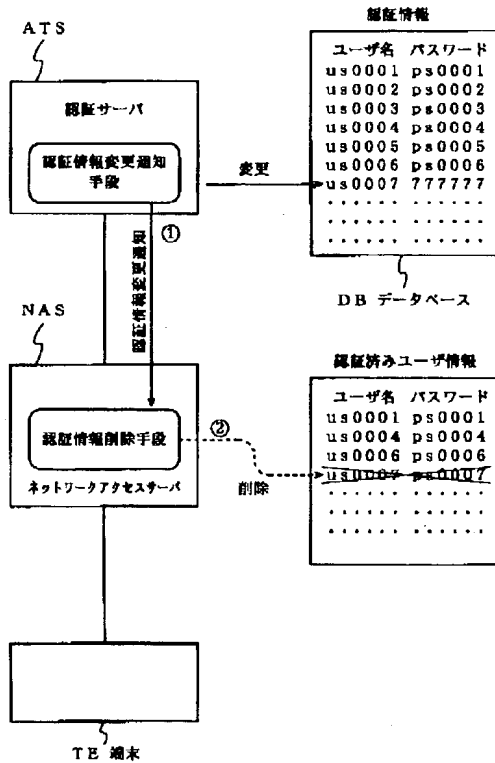 認証情報
ATS
ユーザ名 パスワード
us0001 ps0001
us0002 ps0002
us0003 ps0003
us0004 ps0004
us0005 ps0005
us0006 ps0006
us0007 777777
...... ......
...... ......
...... ......
認証サーバ
認証情報変更通知
手段
変更
①
認証情報変更通知
DB データベース
NAS
認証済みユーザ情報
ユーザ名 パスワード
us0001 ps0001
us0004 ps0004
us0006 ps0006
us0007 ps0007
...... ......
...... ......
...... ......
認証情報削除手段
②
削除
ネットワークアクセスサーバ
TE 端末